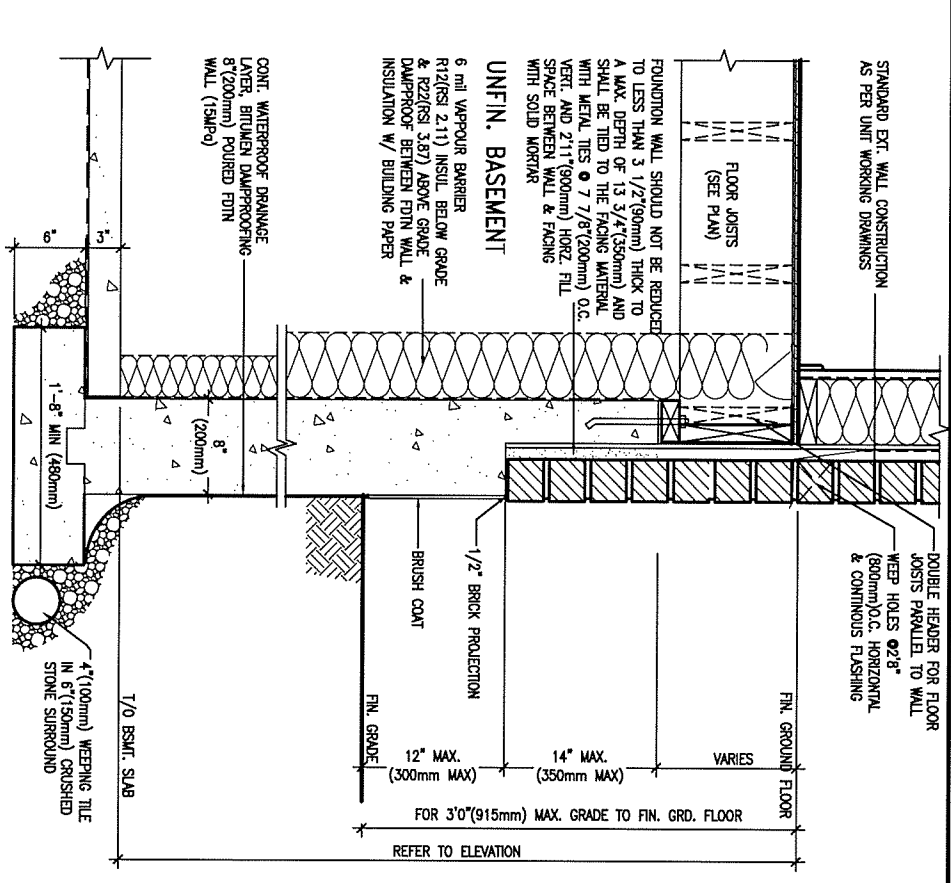 STANDARD EXT. WALL CONSTRUCTION
AS PER UNIT WORKING DRAWINGS
FLOOR JOISTS
(SEE PLAN)
FOUNDTION WALL SHOULD NOT BE REDUCED
TO LESS THAN 3 1/2"(90mm) THICK TO
A MAX. DEPTH OF 13 3/4"(350mm) AND
SHALL BE TIED TO THE FACING MATERIAL
WITH METAL TIES @ 7 7/8"(200mm) O.C.
VERT. AND 2'11"(900mm) HORZ. FILL
SPACE BETWEEN WALL & FACING
WITH SOLID MORTAR
UNFIN. BASEMENT
6 mil VAPPOUR BARRIER
R12(RSI 2.11) INSUL BELOW GRADE
& R22(RSI 3.87) ABOVE GRADE
DAMPPROOF BETWEEN FDTN WALL &
INSULATION W/ BUILDING PAPER
CONT. WATERPROOF DRAINAGE
LAYER, BITUMEN DAMPPROOFING
8"(200mm) POURED FDTN
WALL (15MPa)
3"
6"
8"
(200mm)
1'-8" MIN (480mm)
DOUBLE HEADER FOR FLOOR
JOISTS PARALLEL TO WALL
WEEP HOLES @2'8"
(800mm)O.C. HORIZONTAL
& CONTINOUS FLASHING
1/2" BRICK PROJECTION
BRUSH COAT
4"(100mm) WEEPING TILE
IN 6"(150mm) CRUSHED
STONE SURROUND
FIN. GROUND FLOOR
FIN. GRADE
T/O BSMT. SLAB
VARIES
14" MAX.
(350mm MAX)
12" MAX.
(300mm MAX)
FOR 3'0"(915mm) MAX. GRADE TO FIN. GRD. FLOOR
REFER TO ELEVATION